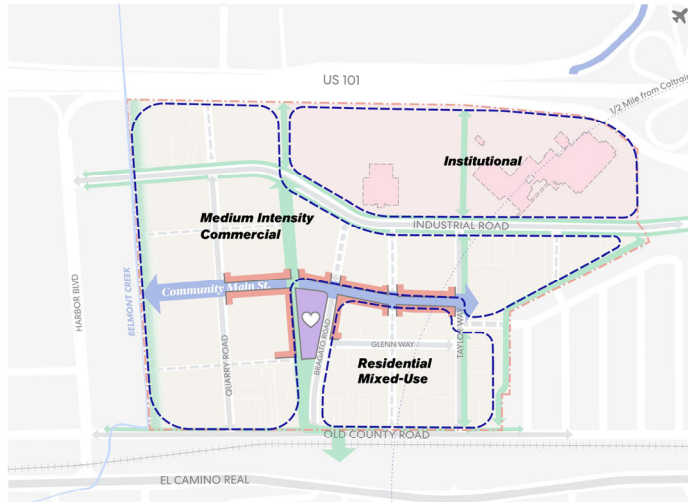 US 101
1/2 Mile from Caltrain
Institutional
Medium Intensity
Commercial
INDUSTRIAL ROAD
HARBOR BLVD
BELMONT CREEK
Community Main St.
QUARRY ROAD
BRAGATO ROAD
GLENN WAY
TAYLOR WAY
Residential
Mixed-Use
OLD COUNTY ROAD
EL CAMINO REAL